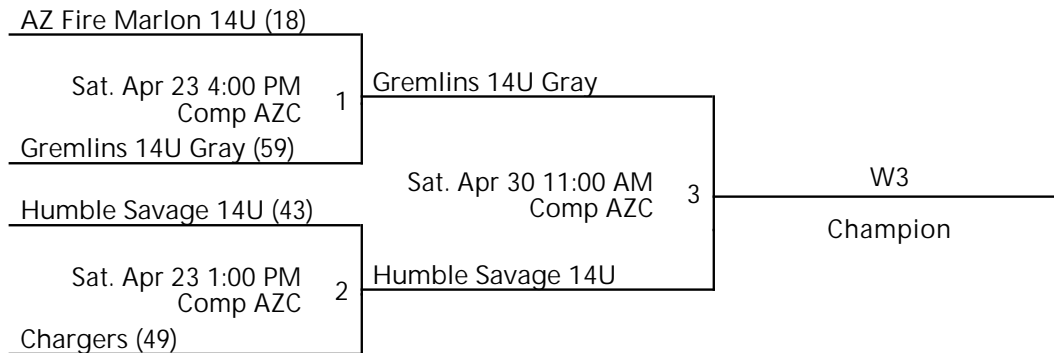 AZ Fire Marlon 14U (18)
Sat. Apr 23 4:00 PM
Comp AZC
1
Gremlins 14U Gray
Gremlins 14U Gray (59)
Sat. Apr 30 11:00 AM
Comp AZC
3
W3
Champion
Humble Savage 14U (43)
Sat. Apr 23 1:00 PM
Comp AZC
2
Humble Savage 14U
Chargers (49)